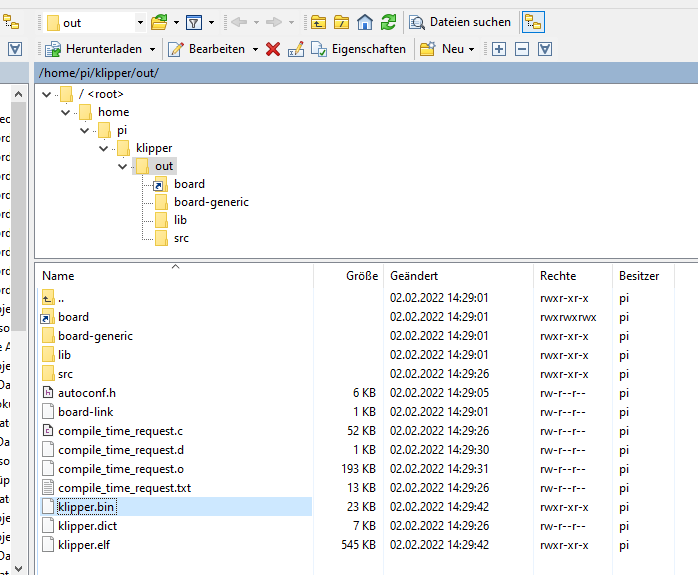 out
Dateien suchen
Herunterladen
Bearbeiten
Eigenschaften
Neu
/home/pi/klipper/out/
/ <root>
home
pi
klipper
out
board
board-generic
lib
src
Name Größe Geändert Rechte Besitzer
.. 02.02.2022 14:29:01 rwxr-xr-x pi
board 02.02.2022 14:29:01 rwxrwxrwx pi
board-generic 02.02.2022 14:29:01 rwxr-xr-x pi
lib 02.02.2022 14:29:01 rwxr-xr-x pi
src 02.02.2022 14:29:26 rwxr-xr-x pi
autoconf.h 6 KB 02.02.2022 14:29:05 rw-r--r-- pi
board-link 1 KB 02.02.2022 14:29:01 rw-r--r-- pi
compile_time_request.c 52 KB 02.02.2022 14:29:26 rw-r--r-- pi
compile_time_request.d 1 KB 02.02.2022 14:29:30 rw-r--r-- pi
compile_time_request.o 193 KB 02.02.2022 14:29:31 rw-r--r-- pi
compile_time_request.txt 13 KB 02.02.2022 14:29:26 rw-r--r-- pi
klipper.bin 23 KB 02.02.2022 14:29:42 rwxr-xr-x pi
klipper.dict 7 KB 02.02.2022 14:29:26 rw-r--r-- pi
klipper.elf 545 KB 02.02.2022 14:29:42 rwxr-xr-x pi